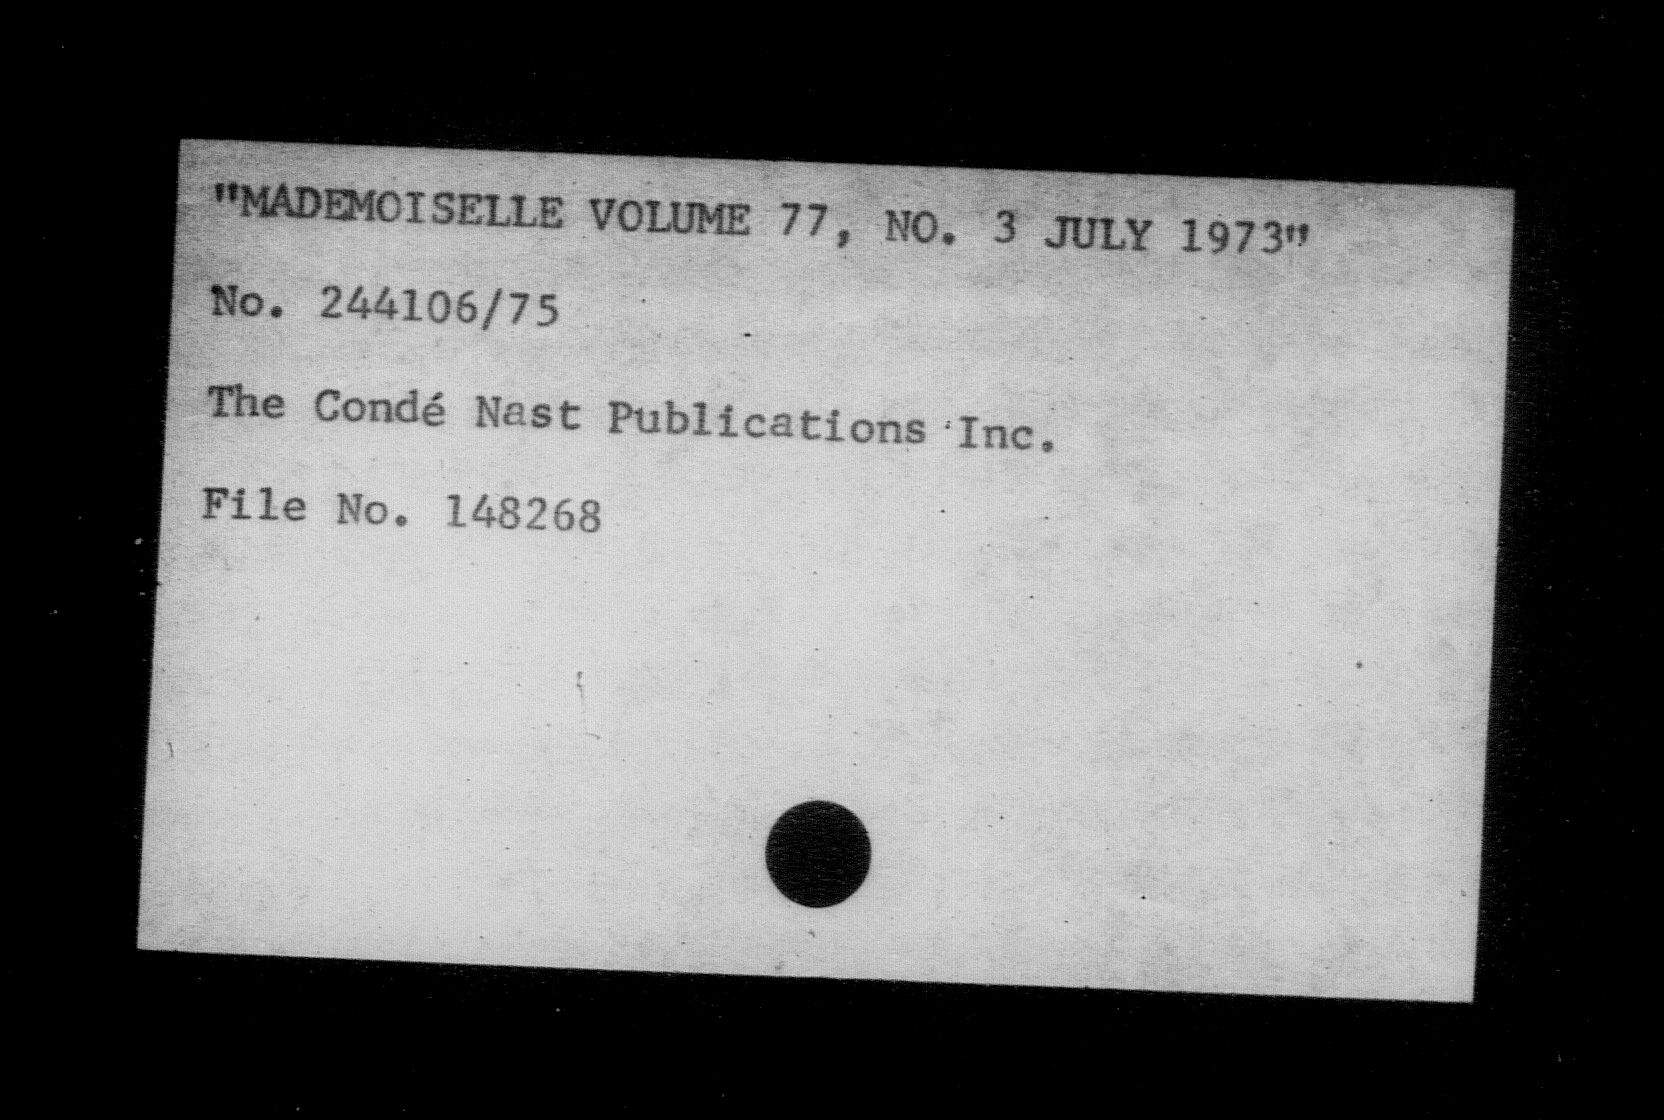 "MADEMOISELLE VOLUME 77, NO. 3 JULY 1973"
No. 244106/75
The Condé Nast Publications Inc.
File No. 148268